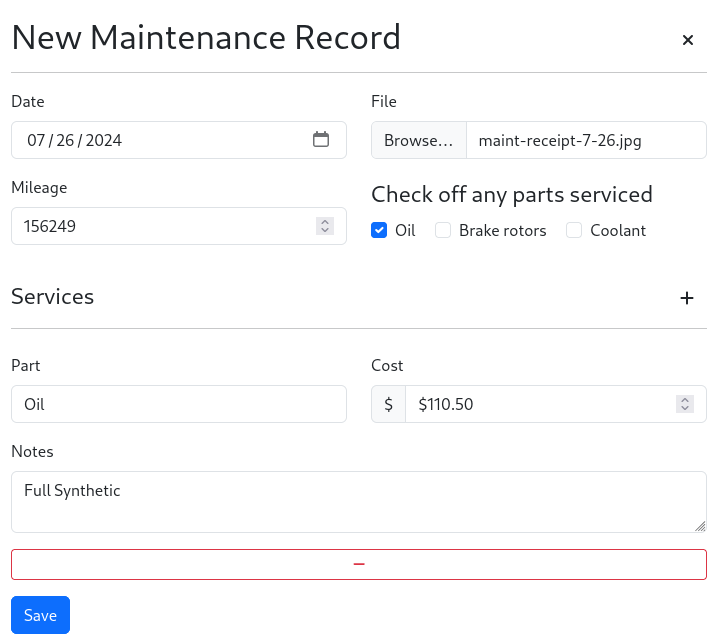 New Maintenance Record
Date
07 / 26 / 2024
File
Browse... maint-receipt-7-26.jpg
Mileage
156249
Check off any parts serviced
Oil Brake rotors Coolant
Services
Part
Oil
Cost
$ $110.50
Notes
Full Synthetic
Save